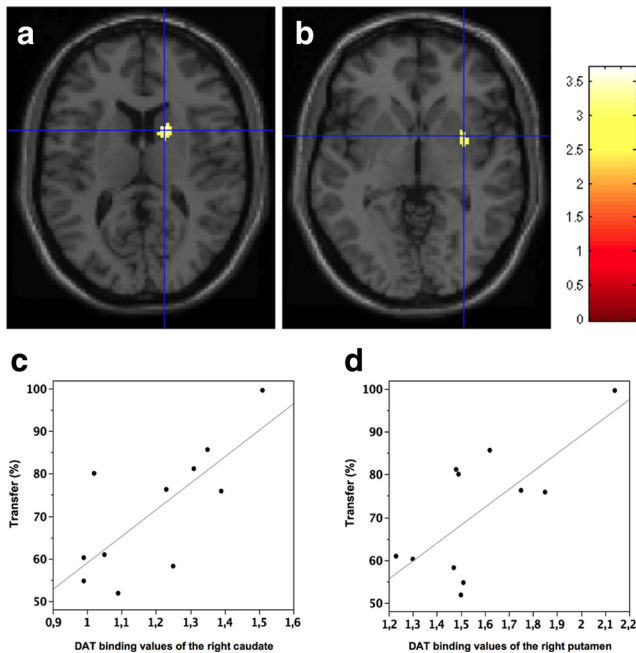 a
b
3.5
3
2.5
2
1.5
1
0.5
0
c
d
100
90
80
70
60
50
Transfer (%)
0,9 1 1,1 1,2 1,3 1,4 1,5 1,6
DAT binding values of the right caudate
100
90
80
70
60
50
Transfer (%)
1,2 1,3 1,4 1,5 1,6 1,7 1,8 1,9 2 2,1 2,2
DAT binding values of the right putamen